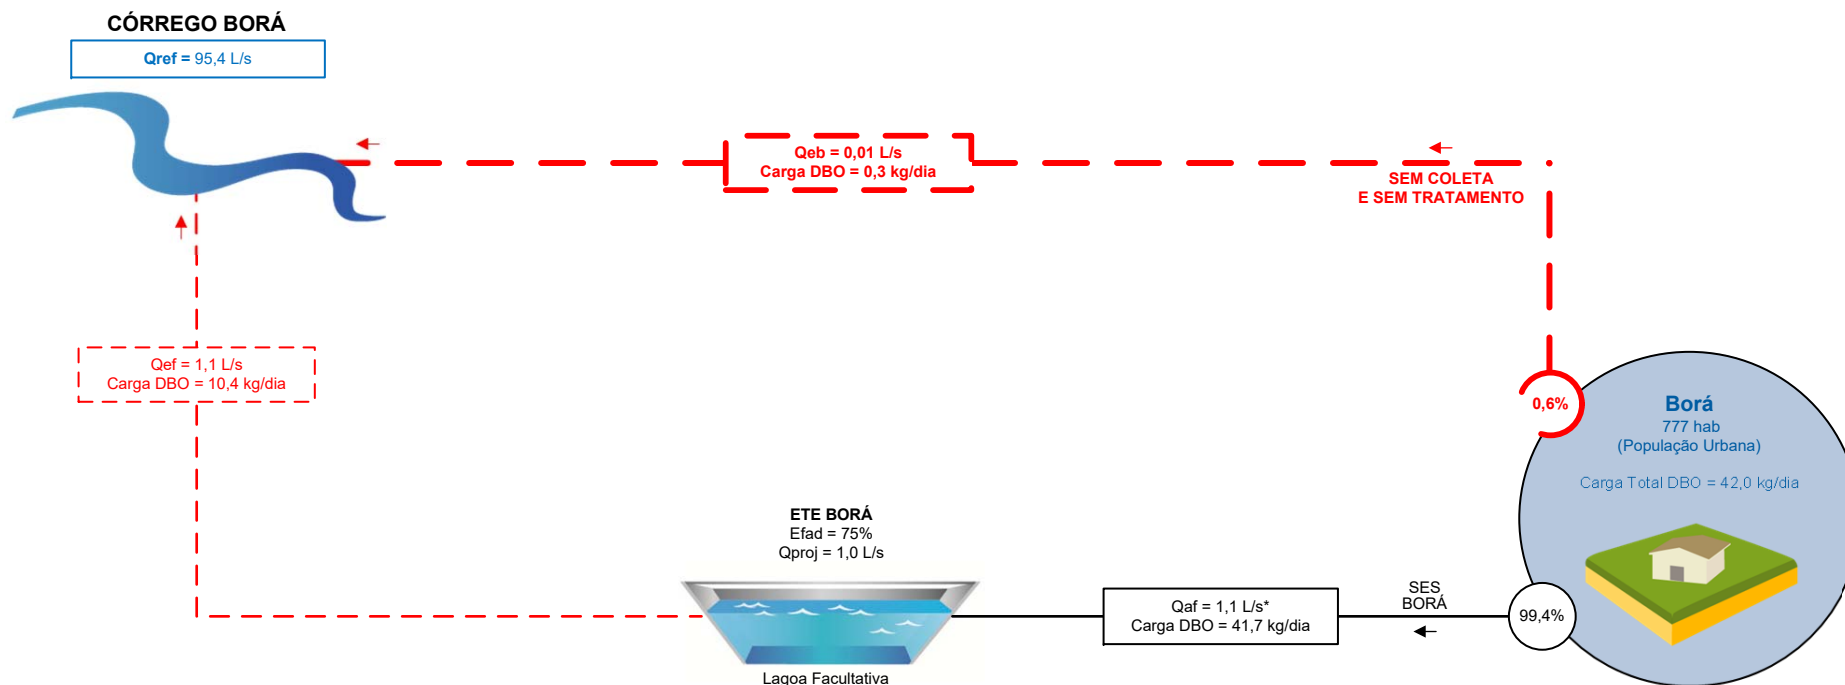 CÓRREGO BORÁ
Qref = 95,4 L/s
Qeb = 0,01 L/s
Carga DBO = 0,3 kg/dia
SEM COLETA
E SEM TRATAMENTO
Qef = 1,1 L/s
Carga DBO = 10,4 kg/dia
0,6%
Borá
777 hab
(População Urbana)
Carga Total DBO = 42,0 kg/dia
ETE BORÁ
Efad = 75%
Qproj = 1,0 L/s
Lagoa Facultativa
Qaf = 1,1 L/s*
Carga DBO = 41,7 kg/dia
SES
BORÁ
99,4%